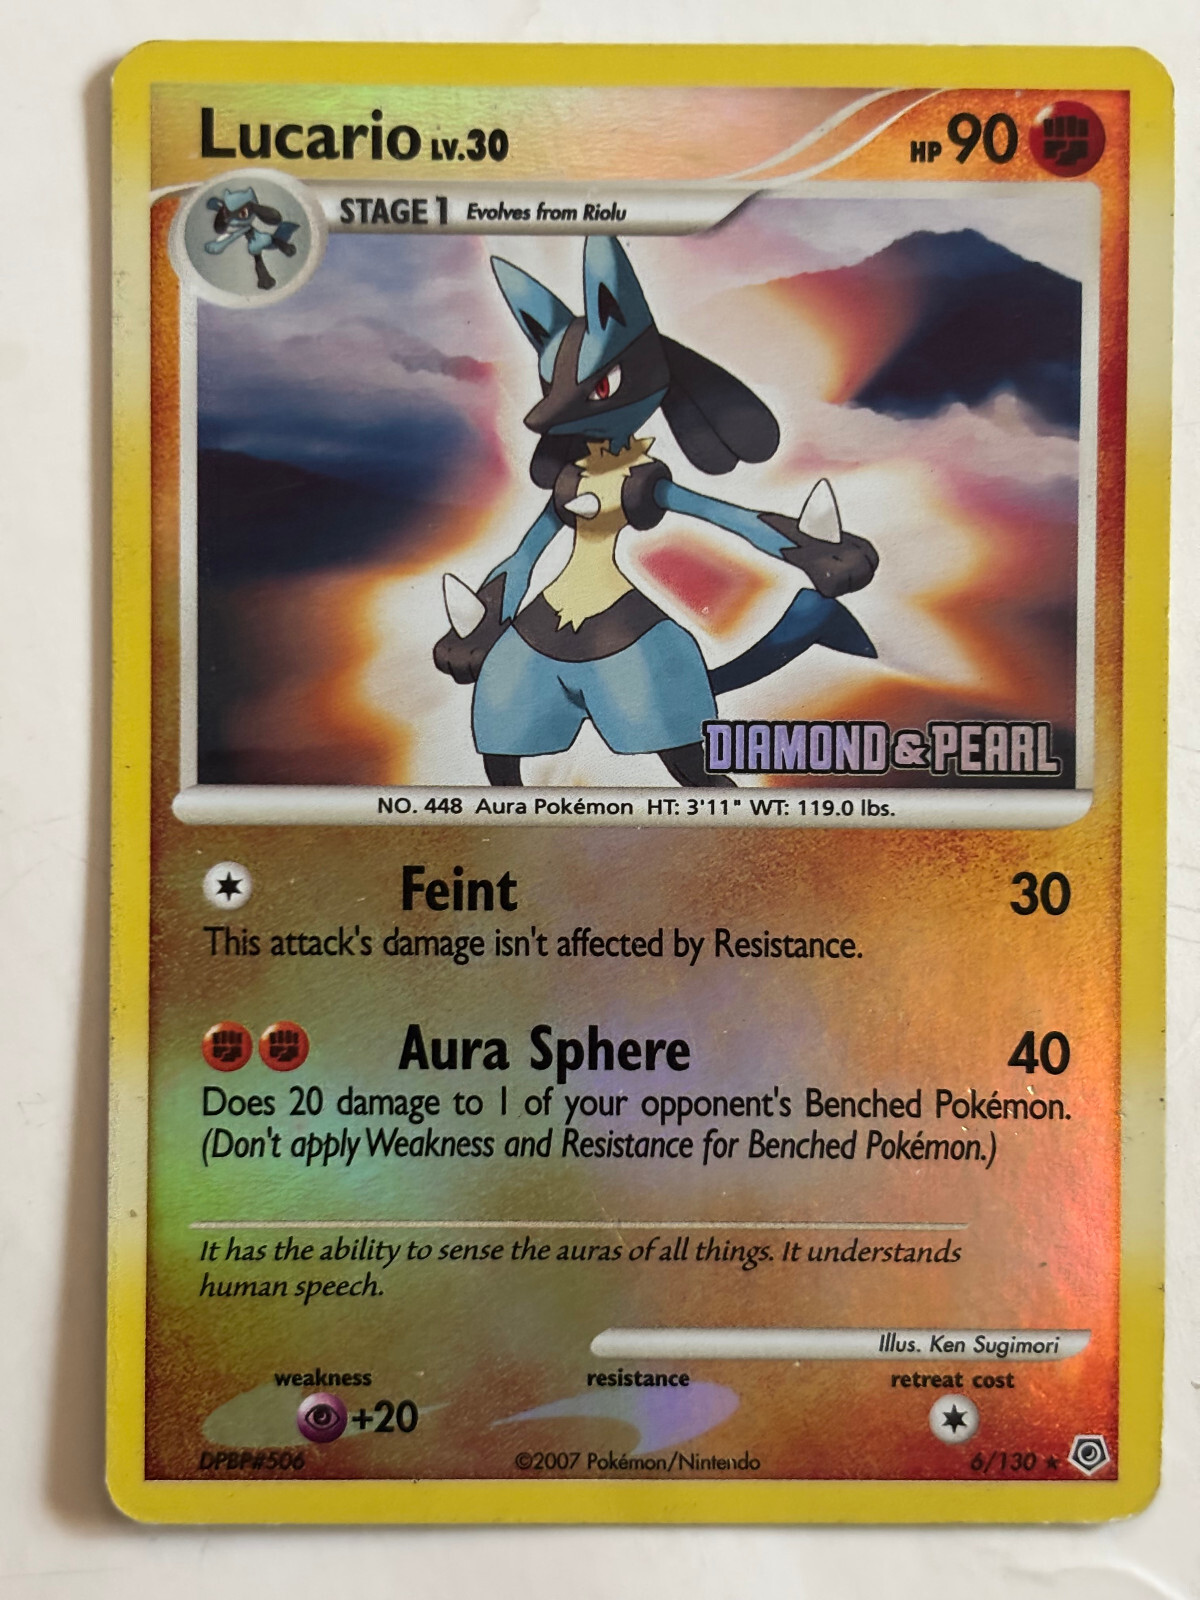 Lucario LV.30
HP 90
STAGE 1 Evolves from Riolu
DIAMOND & PEARL
NO. 448 Aura Pokémon HT: 3'11" WT: 119.0 lbs.
Feint 30
This attack's damage isn't affected by Resistance.
Aura Sphere 40
Does 20 damage to 1 of your opponent's Benched Pokémon.
(Don't apply Weakness and Resistance for Benched Pokémon.)
It has the ability to sense the auras of all things. It understands
human speech.
Illus. Ken Sugimori
weakness resistance retreat cost
+20
DPBP#506 ©2007 Pokémon/Nintendo 6/130 ★